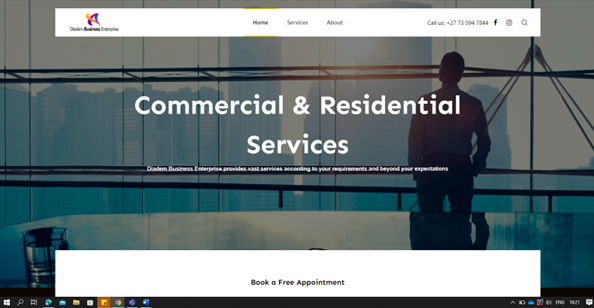 Diadem Business Enterprise
Home Services About
Call us: +27 73 094 7844
Commercial & Residential
Services
Diadem Business Enterprise provides vast services according to your requirements and beyond your expectations
Book a Free Appointment
ENG 16:21